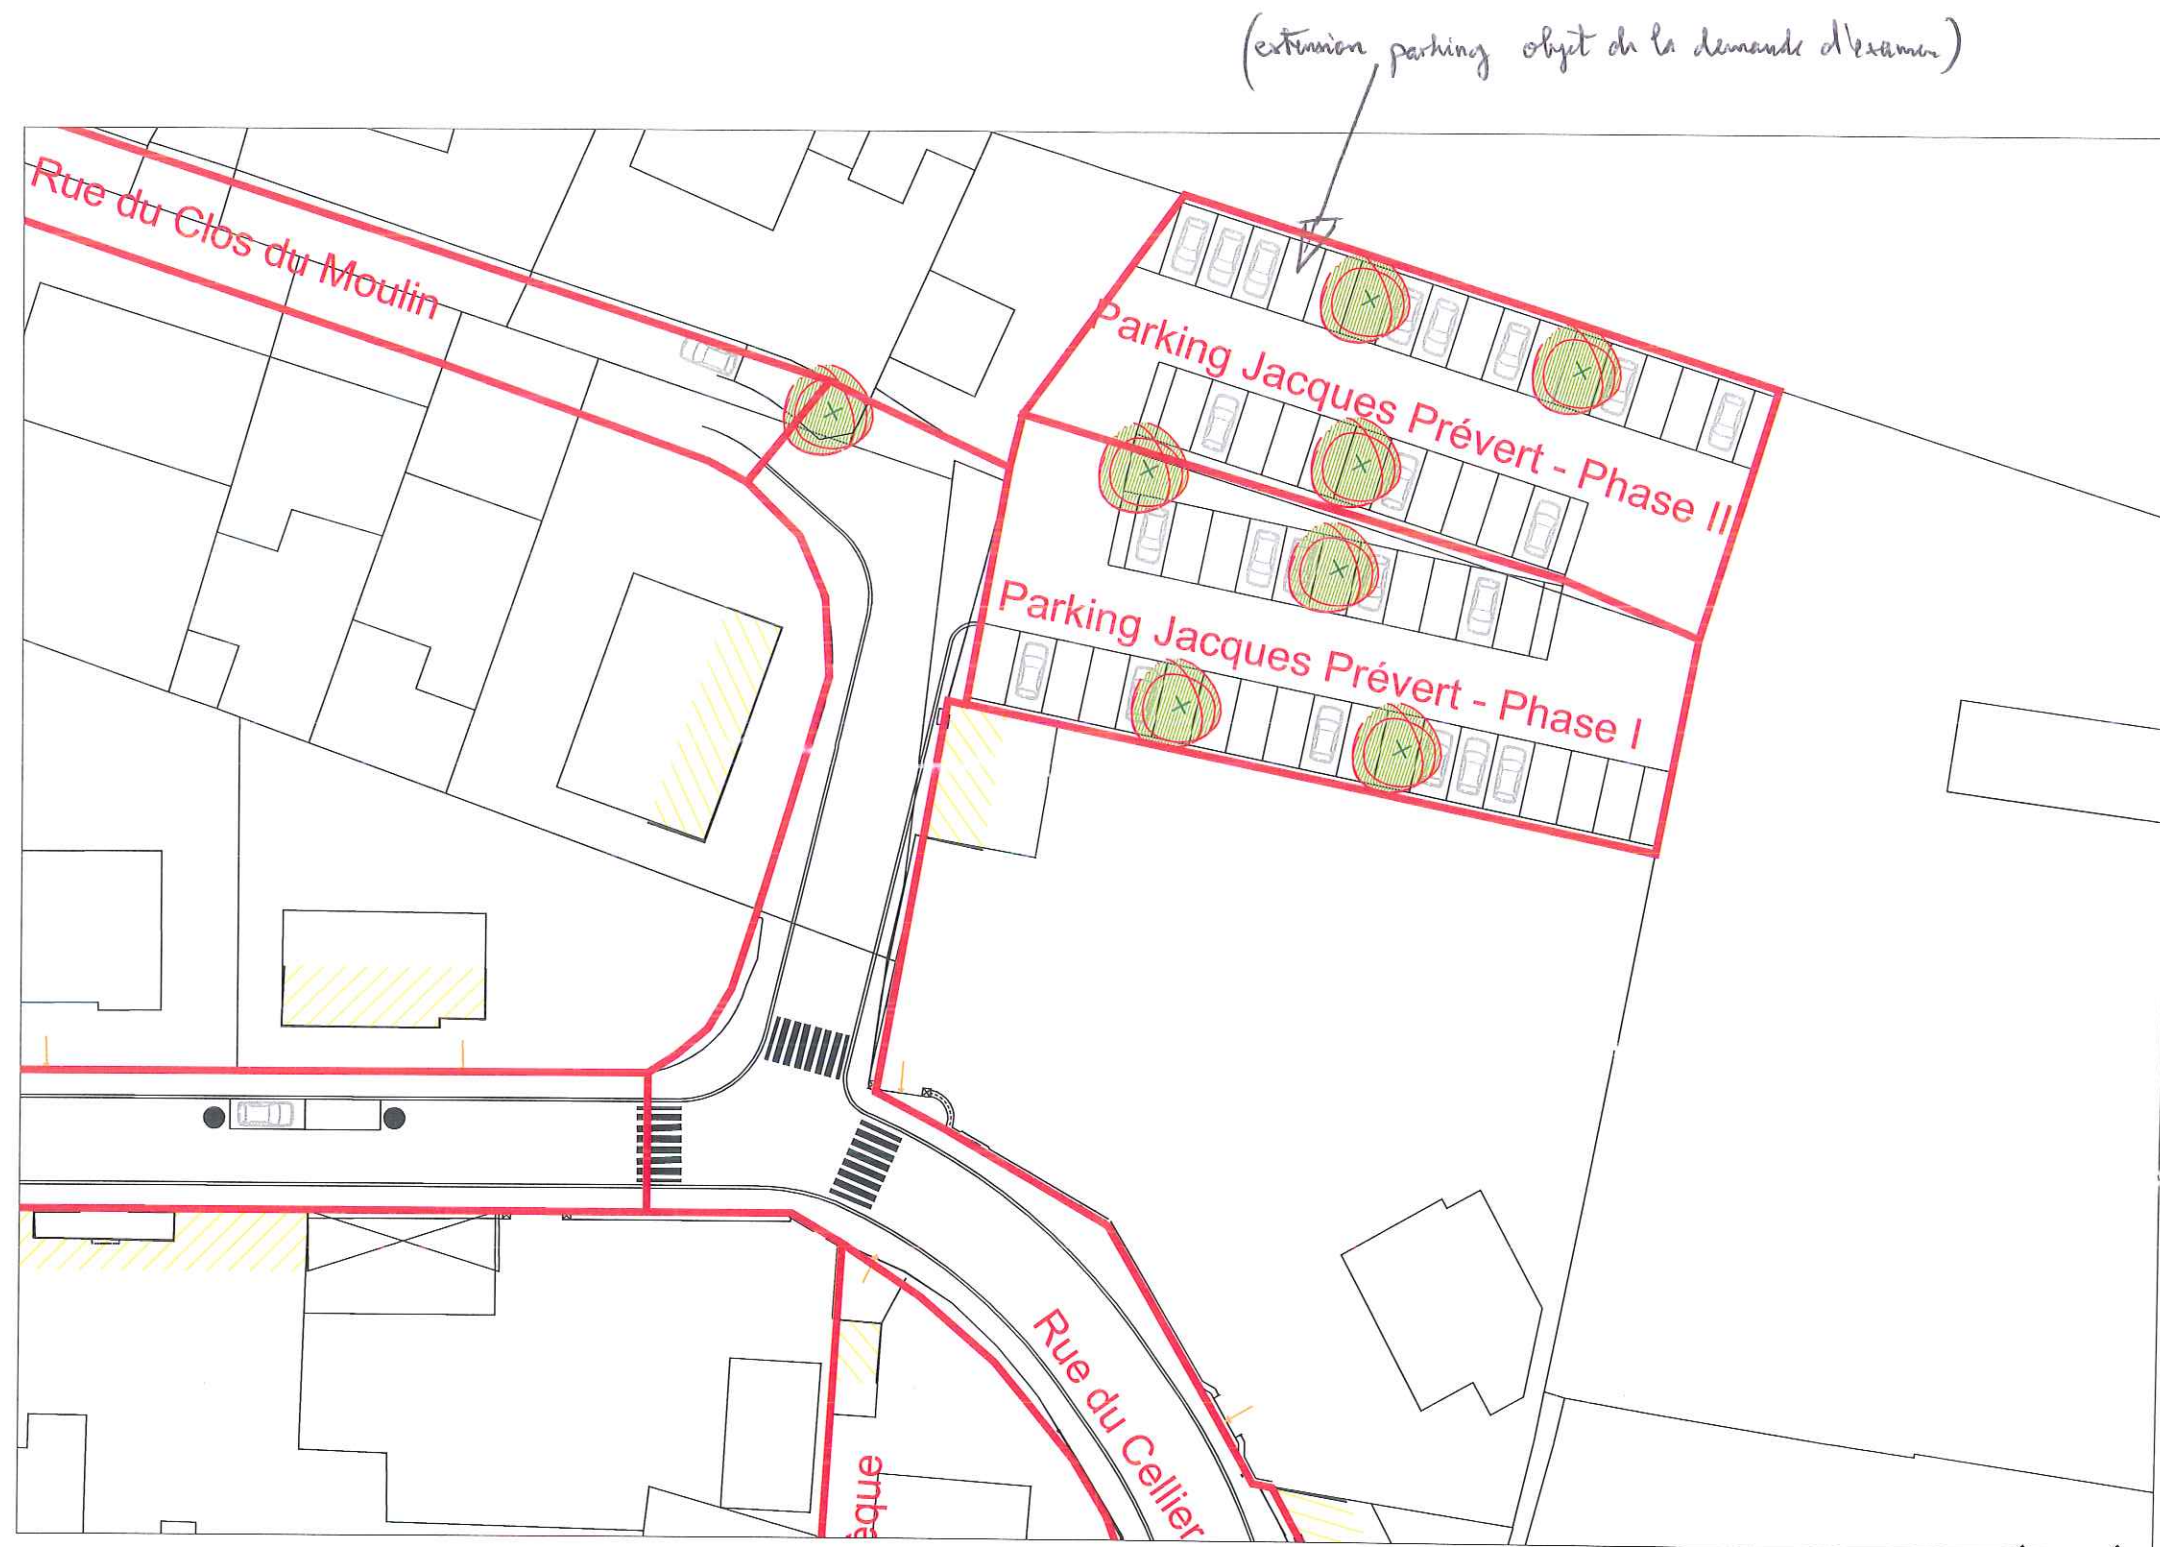 (extension parking objet de la demande d'examen)
Rue du Clos du Moulin
Parking Jacques Prévert - Phase II
Parking Jacques Prévert - Phase I
Rue du Cellier
èque